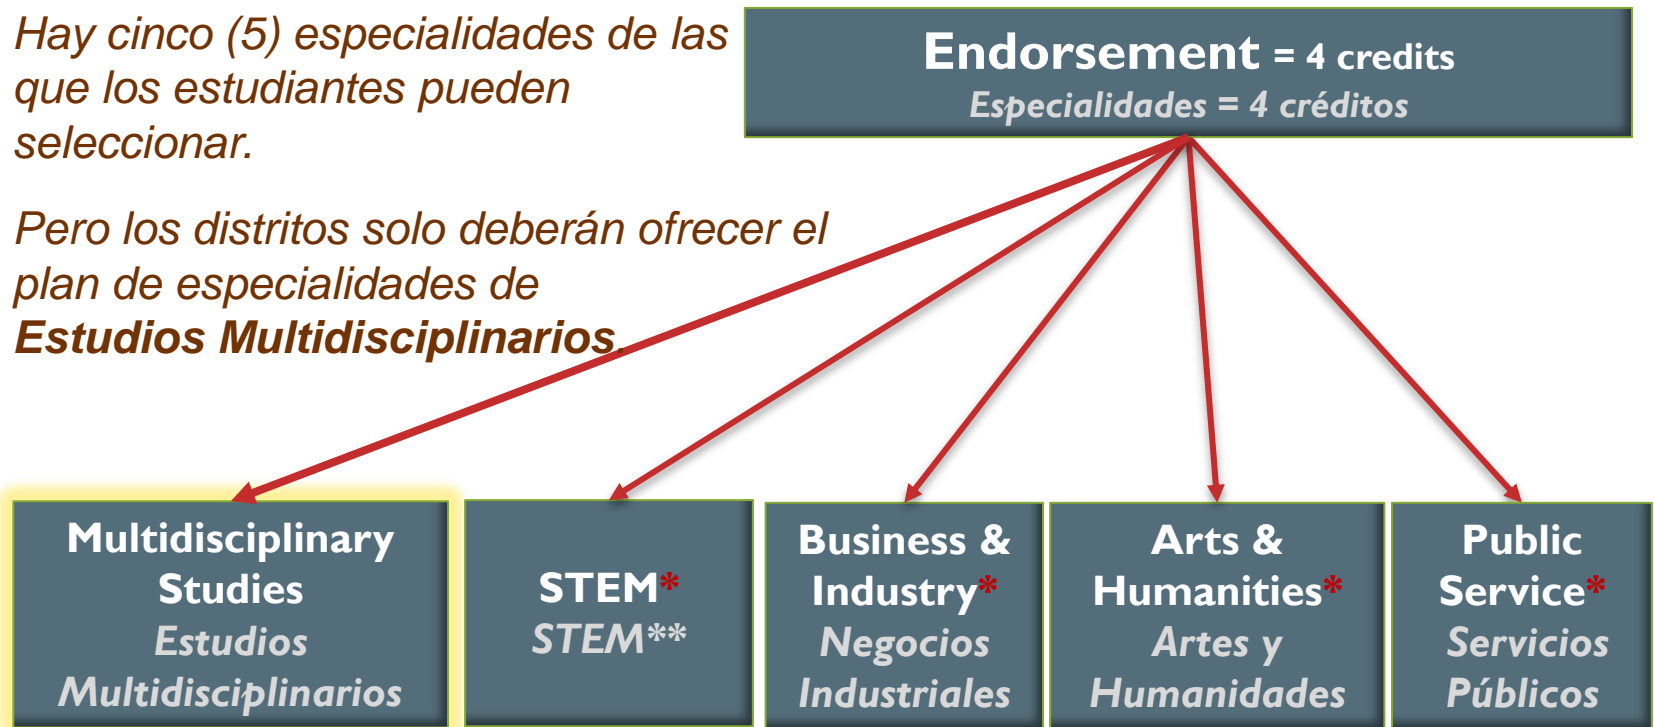 Hay cinco (5) especialidades de las
que los estudiantes pueden
seleccionar.
Pero los distritos solo deberán ofrecer el
plan de especialidades de
Estudios Multidisciplinarios.
Endorsement = 4 credits
Especialidades = 4 créditos
Multidisciplinary
Studies
Estudios
Multidisciplinarios
STEM*
STEM**
Business &
Industry*
Negocios
Industriales
Arts &
Humanities*
Artes y
Humanidades
Public
Service*
Servicios
Públicos